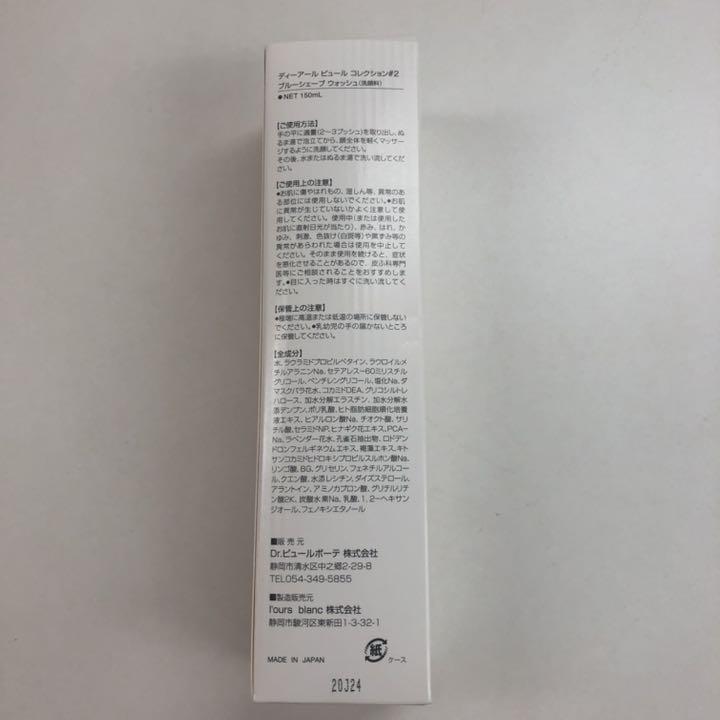 ディーアール ピュール コレクション#2
ブルーシェーブ ウォッシュ(洗顔料)
●NET 150mL
【ご使用方法】
手の平に適量(2〜3プッシュ)を取り出し、ぬ
るま湯で泡立てから、顔全体を軽くマッサー
ジするように洗顔してください。
その後、水またはぬるま湯で洗い流してくだ
さい。
【ご使用上の注意】
●お肌に傷やはれもの、湿しん等、異常のあ
る部位には使用しないでください。●お肌
に異常が生じていないかよく注意して使
用してください。使用中(または使用した
お肌に直射日光が当たり)、赤み、はれ、か
ゆみ、刺激、色抜け(白斑等)や黒ずみ等の
異常があらわれた場合は使用を中止して
ください。そのまま使用を続けると、症状
を悪化させることがあるので、皮ふ科専門
医等にご相談されることをおすすめしま
す。●目に入った時はすぐに洗い流してく
ださい。
【保管上の注意】
●極端に高温または低温の場所に保管しない
でください。●乳幼児の手の届かないところ
に保管してください。
【全成分】
水、ラウラミドプロピルベタイン、ラウロイルメ
チルアラニンNa、セテアレス-60ミリスチル
グリコール、ペンチレングリコール、塩化Na、ダ
マスクバラ花水、コカミドDEA、グリコシルトレ
ハロース、加水分解エラスチン、加水分解水
添デンプン、ポリ乳酸、ヒト脂肪細胞順化培養
液エキス、ヒアルロン酸Na、チオクト酸、サリ
チル酸、セラミドNP、ヒナギク花エキス、PCA-
Na、ラベンダー花水、孔雀石抽出物、ロドデン
ドロンフェルギネウムエキス、褐藻エキス、キト
サンコカミドヒドロキシプロピルスルホン酸Na
、リンゴ酸、BG、グリセリン、フェネチルアルコー
ル、クエン酸、水添レシチン、ダイズステロール、
アラントイン、アミノカプロン酸、グリチルリチ
ン酸2K、炭酸水素Na、乳酸、1,2-ヘキサン
ジオール、フェノキシエタノール
■販売元
Dr.ピュールボーテ 株式会社
静岡市清水区中之郷2-29-8
TEL054-349-5855
■製造販売元
l'ours blanc 株式会社
静岡市駿河区東新田1-3-32-1
MADE IN JAPAN 紙 ケース
20J24